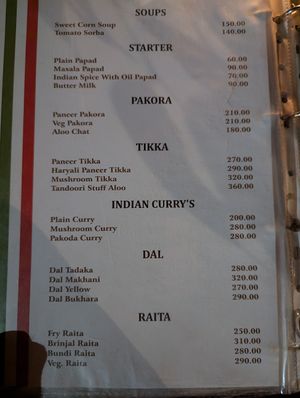 SOUPS
Sweet Corn Soup 150.00
Tomato Sorba 140.00
STARTER
Plain Papad 60.00
Masala Papad 90.00
Indian Spice With Oil Papad 70.00
Butter Milk 90.00
PAKORA
Paneer Pakora 210.00
Veg Pakora 210.00
Aloo Chat 180.00
TIKKA
Paneer Tikka 270.00
Haryali Paneer Tikka 290.00
Mushroom Tikka 320.00
Tandoori Stuff Aloo 360.00
INDIAN CURRY'S
Plain Curry 200.00
Mushroom Curry 280.00
Pakoda Curry 280.00
DAL
Dal Tadaka 280.00
Dal Makhani 320.00
Dal Yellow 270.00
Dal Bukhara 290.00
RAITA
Fry Raita 250.00
Brinjal Raita 310.00
Bundi Raita 280.00
Veg. Raita 290.00